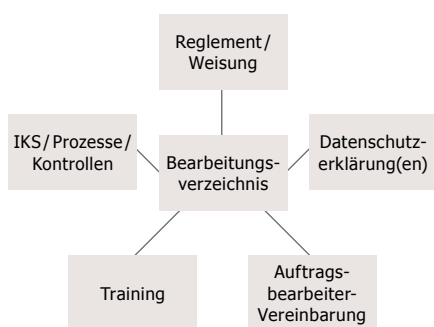 Reglement/
Weisung
IKS/Prozesse/
Kontrollen
Bearbeitungs-
verzeichnis
Datenschutz-
erklärung(en)
Training
Auftrags-
bearbeiter-
Vereinbarung